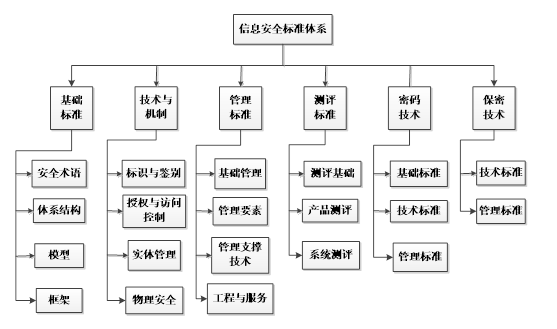 信息安全标准体系
基础
标准
技术与
机制
管理
标准
测评
标准
密码
技术
保密
技术
安全术语
体系结构
模型
框架
标识与鉴别
授权与访问
控制
实体管理
物理安全
基础管理
管理要素
管理支撑
技术
工程与服务
测评基础
产品测评
系统测评
基础标准
技术标准
管理标准
技术标准
管理标准